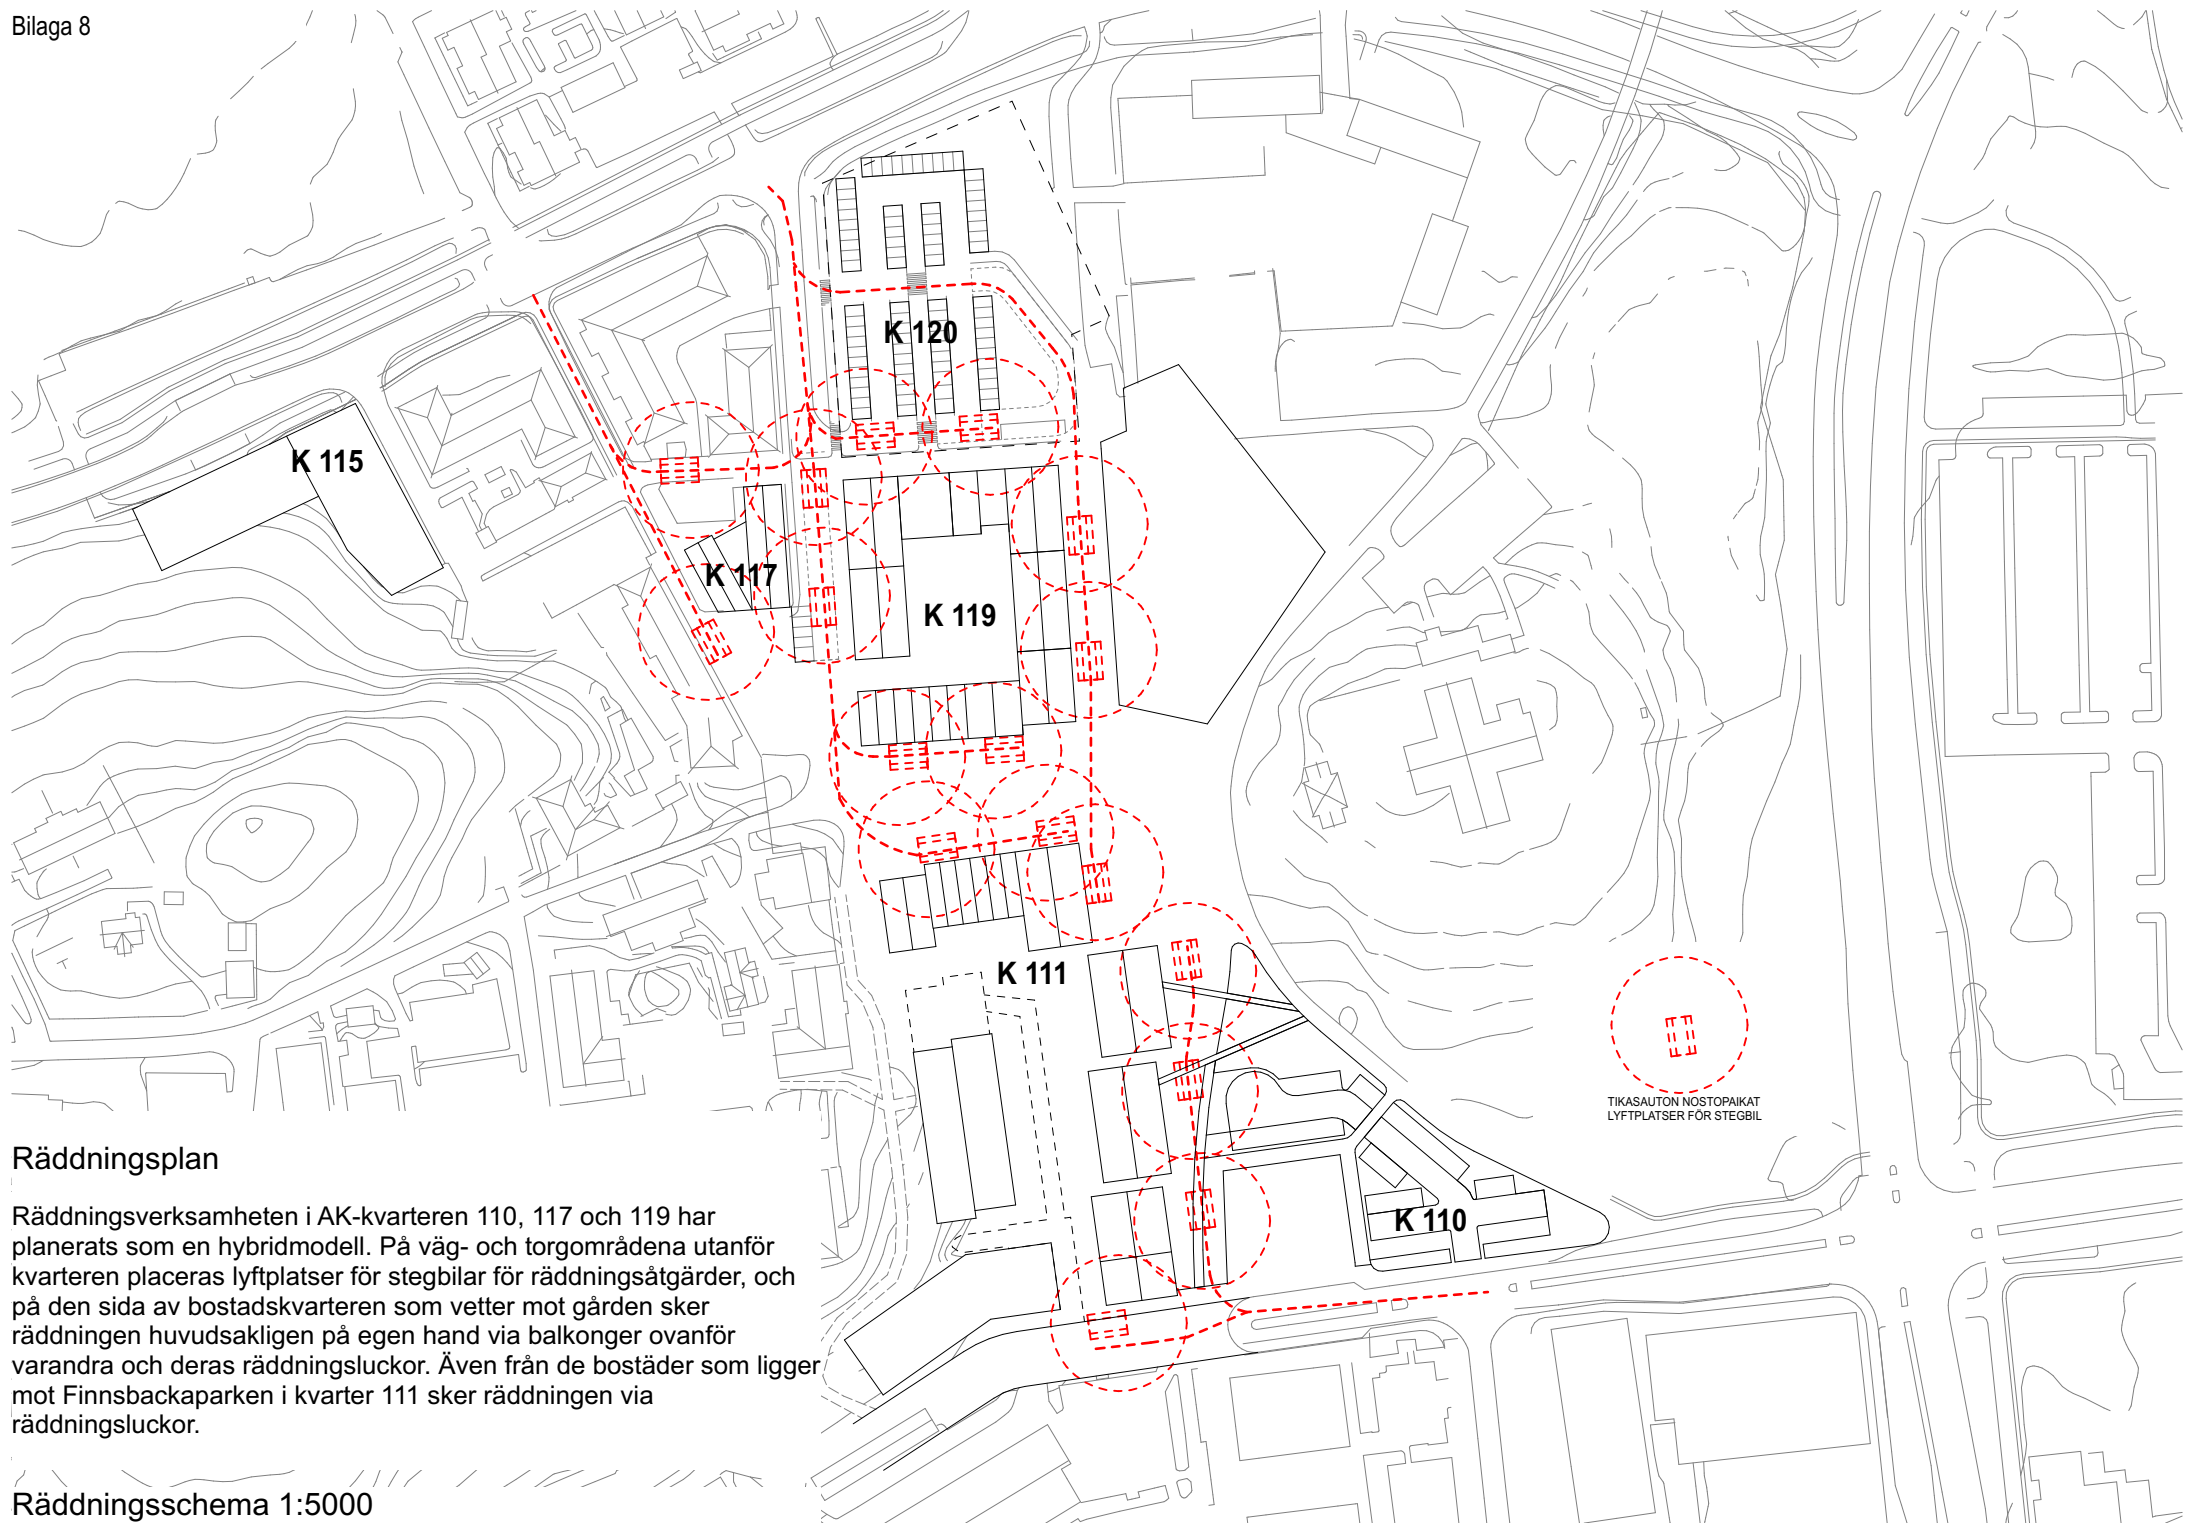 Bilaga 8
K 120
K 115
K 117
K 119
K 111
K 110
TIKASAUTON NOSTOPAIKAT
LYFTPLATSER FÖR STEGBIL
Räddningsplan
Räddningsverksamheten i AK-kvarteren 110, 117 och 119 har
planerats som en hybridmodell. På väg- och torgområdena utanför
kvarteren placeras lyftplatser för stegbilar för räddningsåtgärder, och
på den sida av bostadskvarteren som vetter mot gården sker
räddningen huvudsakligen på egen hand via balkonger ovanför
varandra och deras räddningsluckor. Även från de bostäder som ligger
mot Finnsbackaparken i kvarter 111 sker räddningen via
räddningsluckor.
Räddningsschema 1:5000